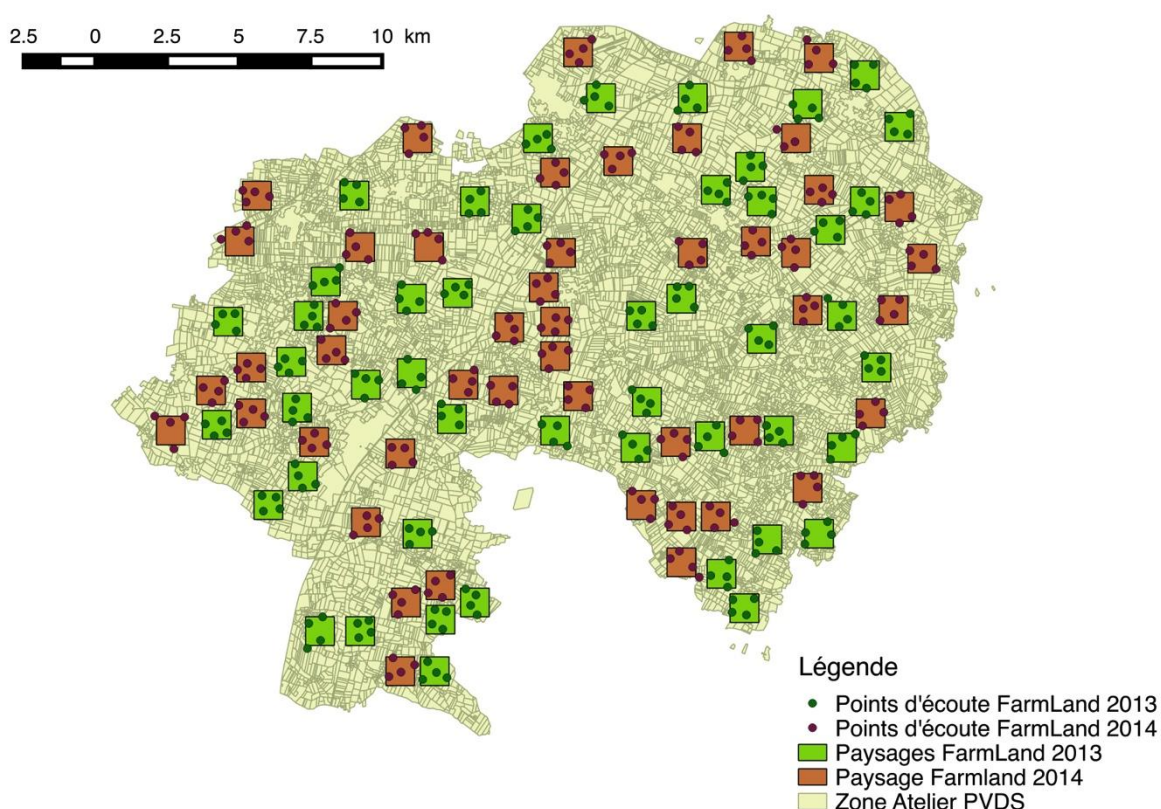 2.5 0 2.5 5 7.5 10 km
Légende
Points d'écoute FarmLand 2013
Points d'écoute FarmLand 2014
Paysages FarmLand 2013
Paysage Farmland 2014
Zone Atelier PVDS